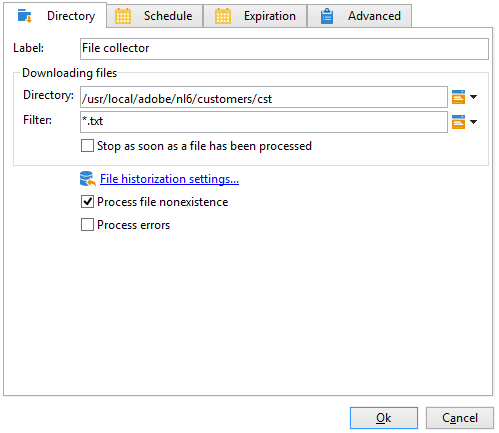 Directory Schedule Expiration Advanced
Label: File collector
Downloading files
Directory: /usr/local/adobe/nl6/customers/cst
Filter: *.txt
Stop as soon as a file has been processed
File historization settings...
Process file nonexistence
Process errors
Ok Cancel